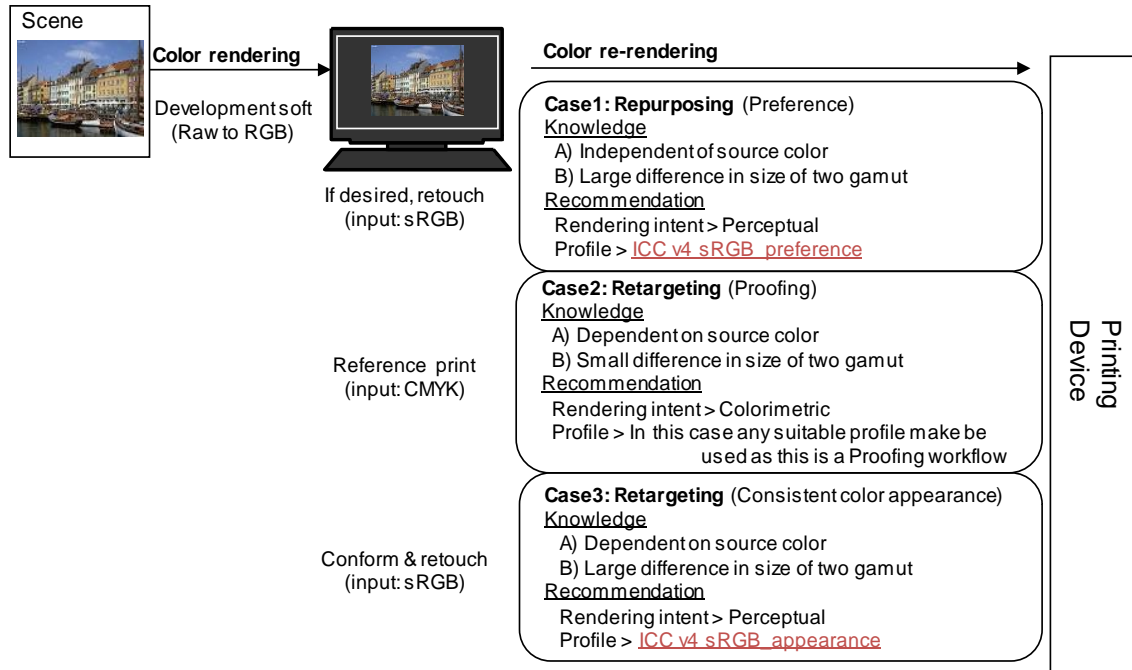 Scene
Color rendering
Development soft
(Raw to RGB)
If desired, retouch
(input: sRGB)
Color re-rendering
Case1: Repurposing (Preference)
Knowledge
A) Independent of source color
B) Large difference in size of two gamut
Recommendation
Rendering intent > Perceptual
Profile > ICC v4 sRGB_preference
Reference print
(input: CMYK)
Case2: Retargeting (Proofing)
Knowledge
A) Dependent on source color
B) Small difference in size of two gamut
Recommendation
Rendering intent > Colorimetric
Profile > In this case any suitable profile make be
used as this is a Proofing workflow
Conform & retouch
(input: sRGB)
Case3: Retargeting (Consistent color appearance)
Knowledge
A) Dependent on source color
B) Large difference in size of two gamut
Recommendation
Rendering intent > Perceptual
Profile > ICC v4 sRGB_appearance
Printing
Device